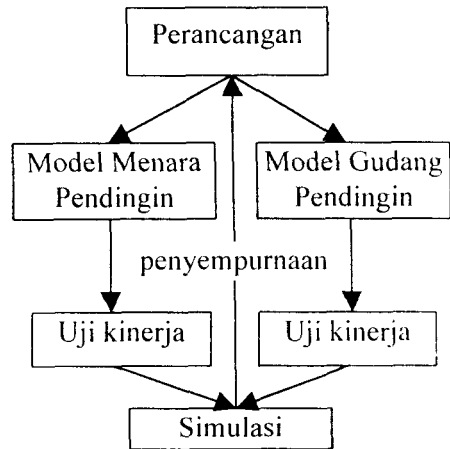 Perancangan
Model Menara
Pendingin
Model Gudang
Pendingin
penyempurnaan
Uji kinerja
Uji kinerja
Simulasi